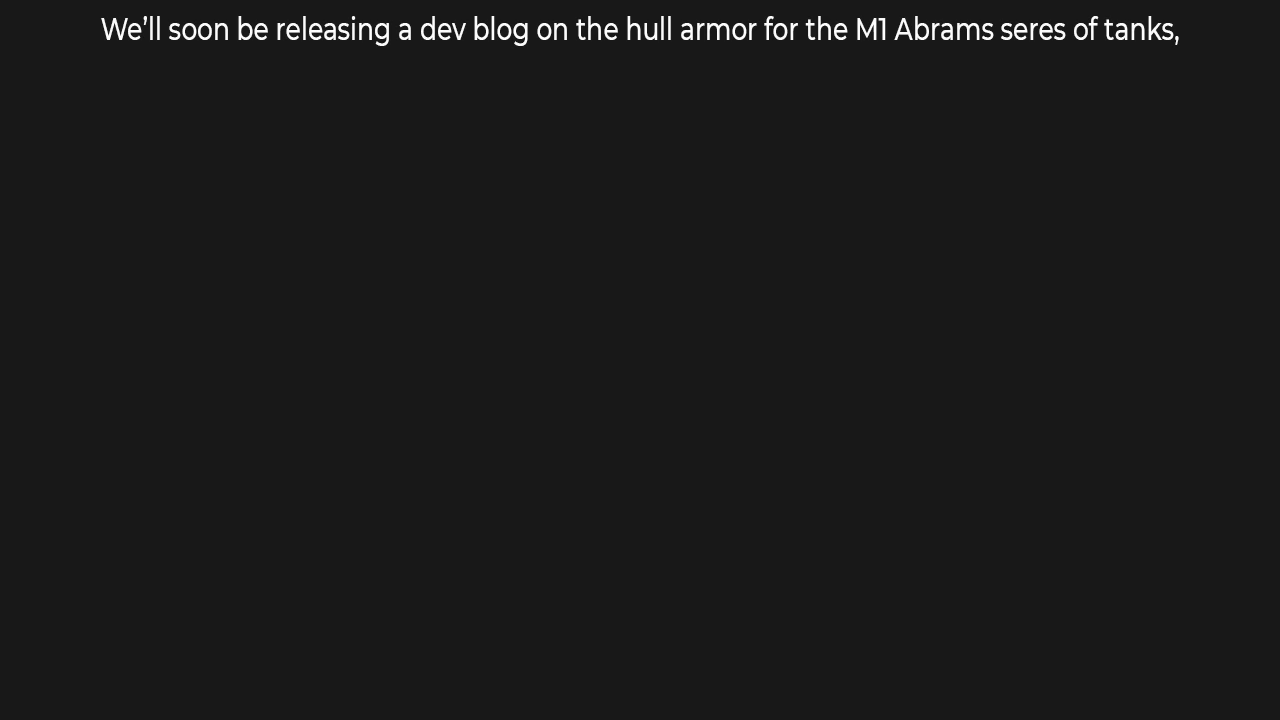 We’ll soon be releasing a dev blog on the hull armor for the M1 Abrams seres of tanks,